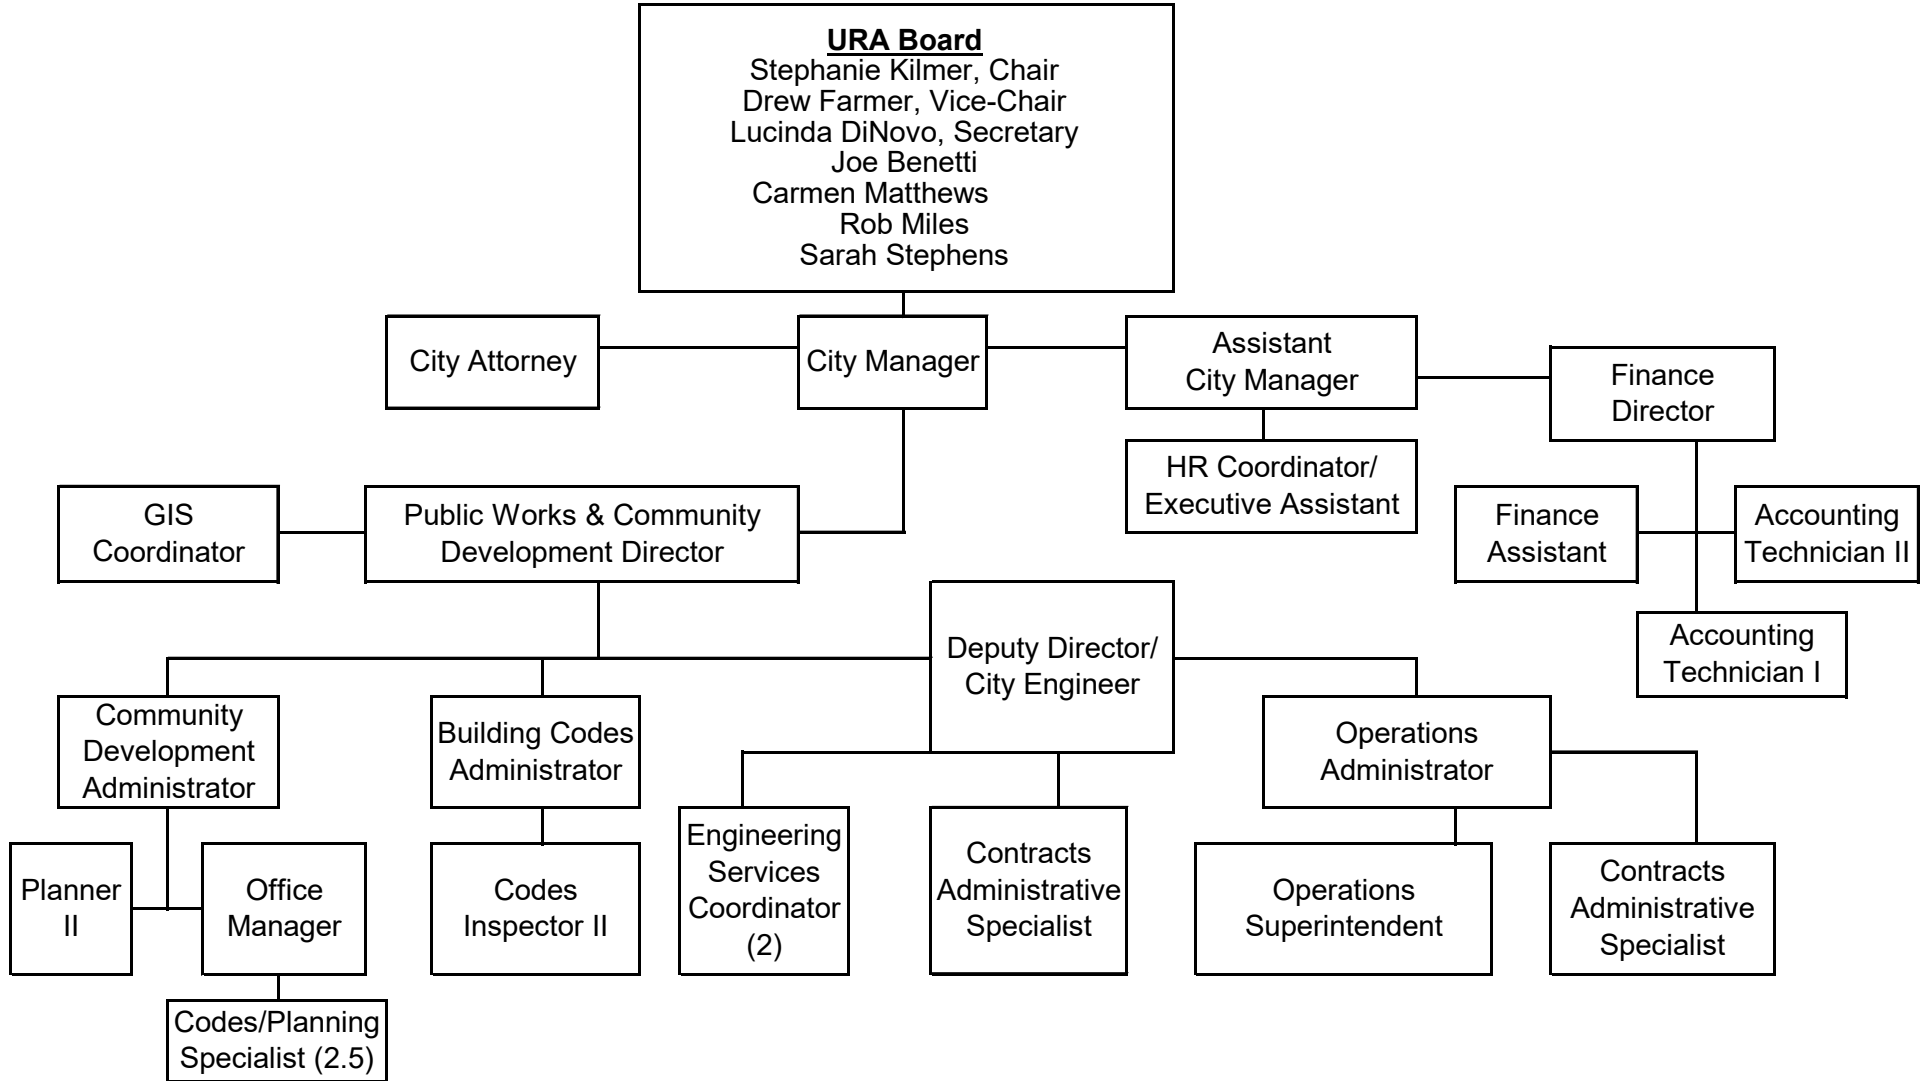 URA Board
Stephanie Kilmer, Chair
Drew Farmer, Vice-Chair
Lucinda DiNovo, Secretary
Joe Benetti
Carmen Matthews
Rob Miles
Sarah Stephens
City Attorney
City Manager
Assistant
City Manager
Finance
Director
HR Coordinator/
Executive Assistant
GIS
Coordinator
Public Works & Community
Development Director
Finance
Assistant
Accounting
Technician II
Accounting
Technician I
Deputy Director/
City Engineer
Community
Development
Administrator
Building Codes
Administrator
Operations
Administrator
Planner
II
Office
Manager
Codes
Inspector II
Engineering
Services
Coordinator
(2)
Contracts
Administrative
Specialist
Operations
Superintendent
Contracts
Administrative
Specialist
Codes/Planning
Specialist (2.5)